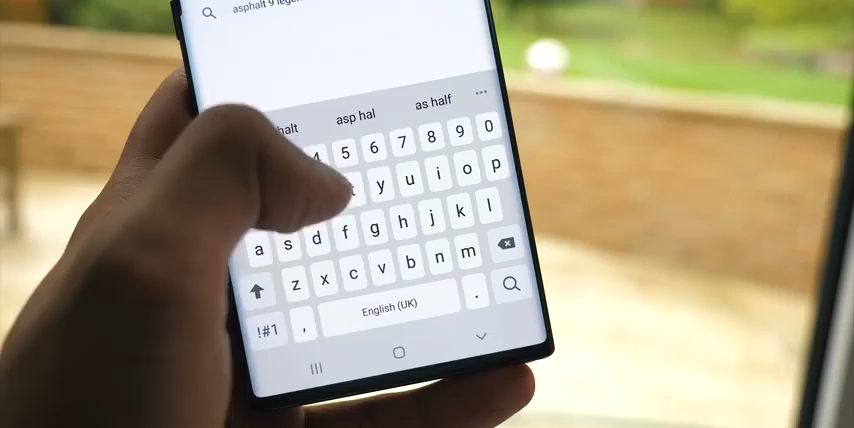 asphalt 9 legen
halt asp hal as half
4 5 6 7 8 9 0
t y u i o p
a s d f g h j k l
z x c v b n m
!#1 , English (UK) .